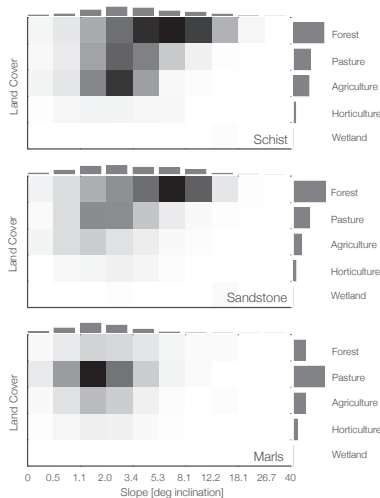 Land Cover
Forest
Pasture
Agriculture
Horticulture
Wetland
Schist
Land Cover
Forest
Pasture
Agriculture
Horticulture
Wetland
Sandstone
Land Cover
Forest
Pasture
Agriculture
Horticulture
Wetland
Marls
0 0.5 1.1 2.0 3.4 5.3 8.1 12.2 18.1 26.7 40
Slope [deg inclination]